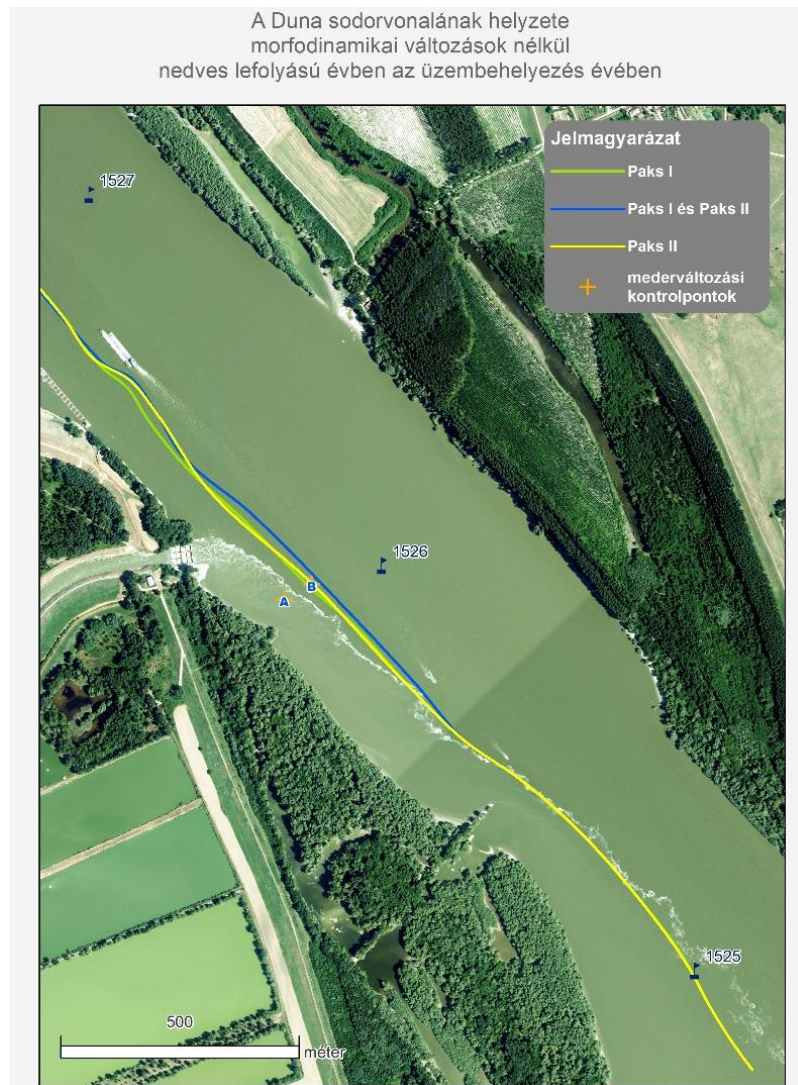 A Duna sodorvonalának helyzete
morfodinamikai változások nélkül
nedves lefolyású évben az üzembehelyezés évében
Jelmagyarázat
Paks I
Paks I és Paks II
Paks II
mederváltozási
kontrolpontok
1527
1526
B
A
1525
500
méter